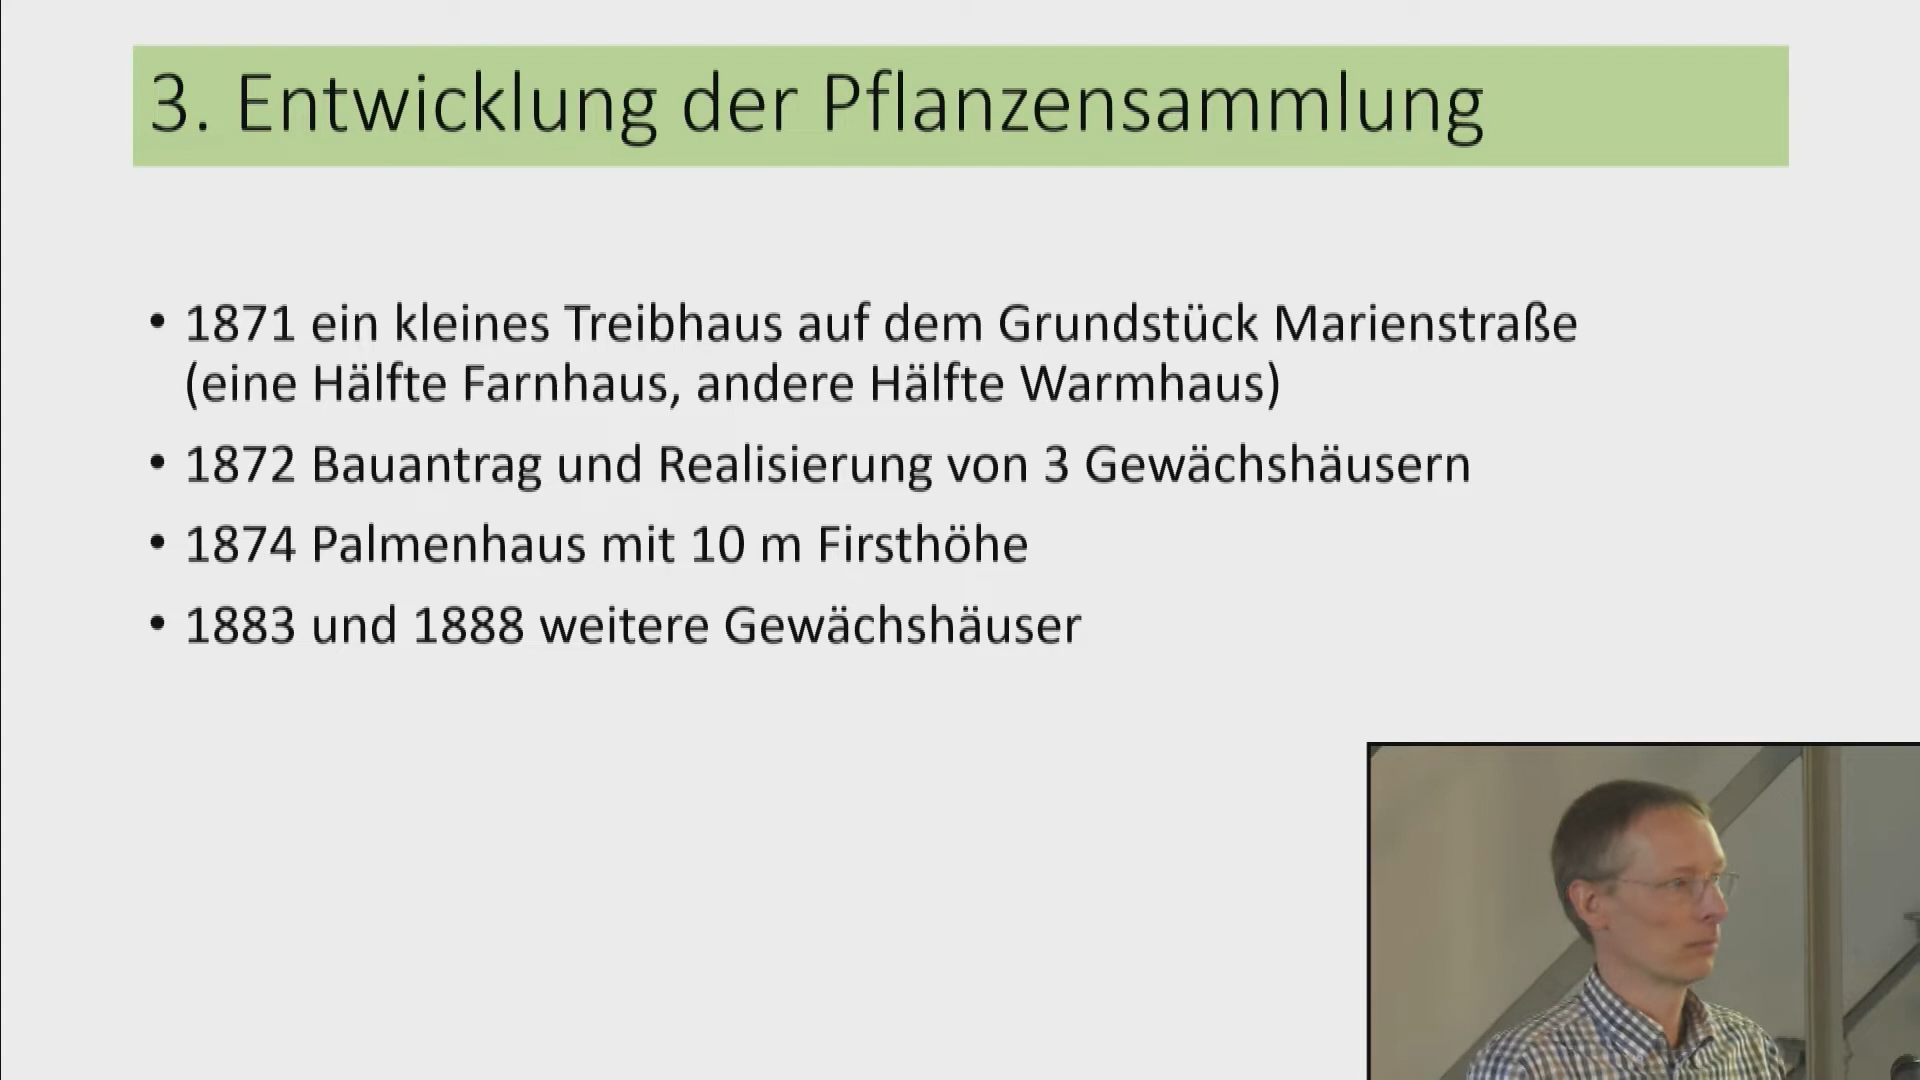 3. Entwicklung der Pflanzensammlung
• 1871 ein kleines Treibhaus auf dem Grundstück Marienstraße
(eine Hälfte Farnhaus, andere Hälfte Warmhaus)
• 1872 Bauantrag und Realisierung von 3 Gewächshäusern
• 1874 Palmenhaus mit 10 m Firsthöhe
• 1883 und 1888 weitere Gewächshäuser